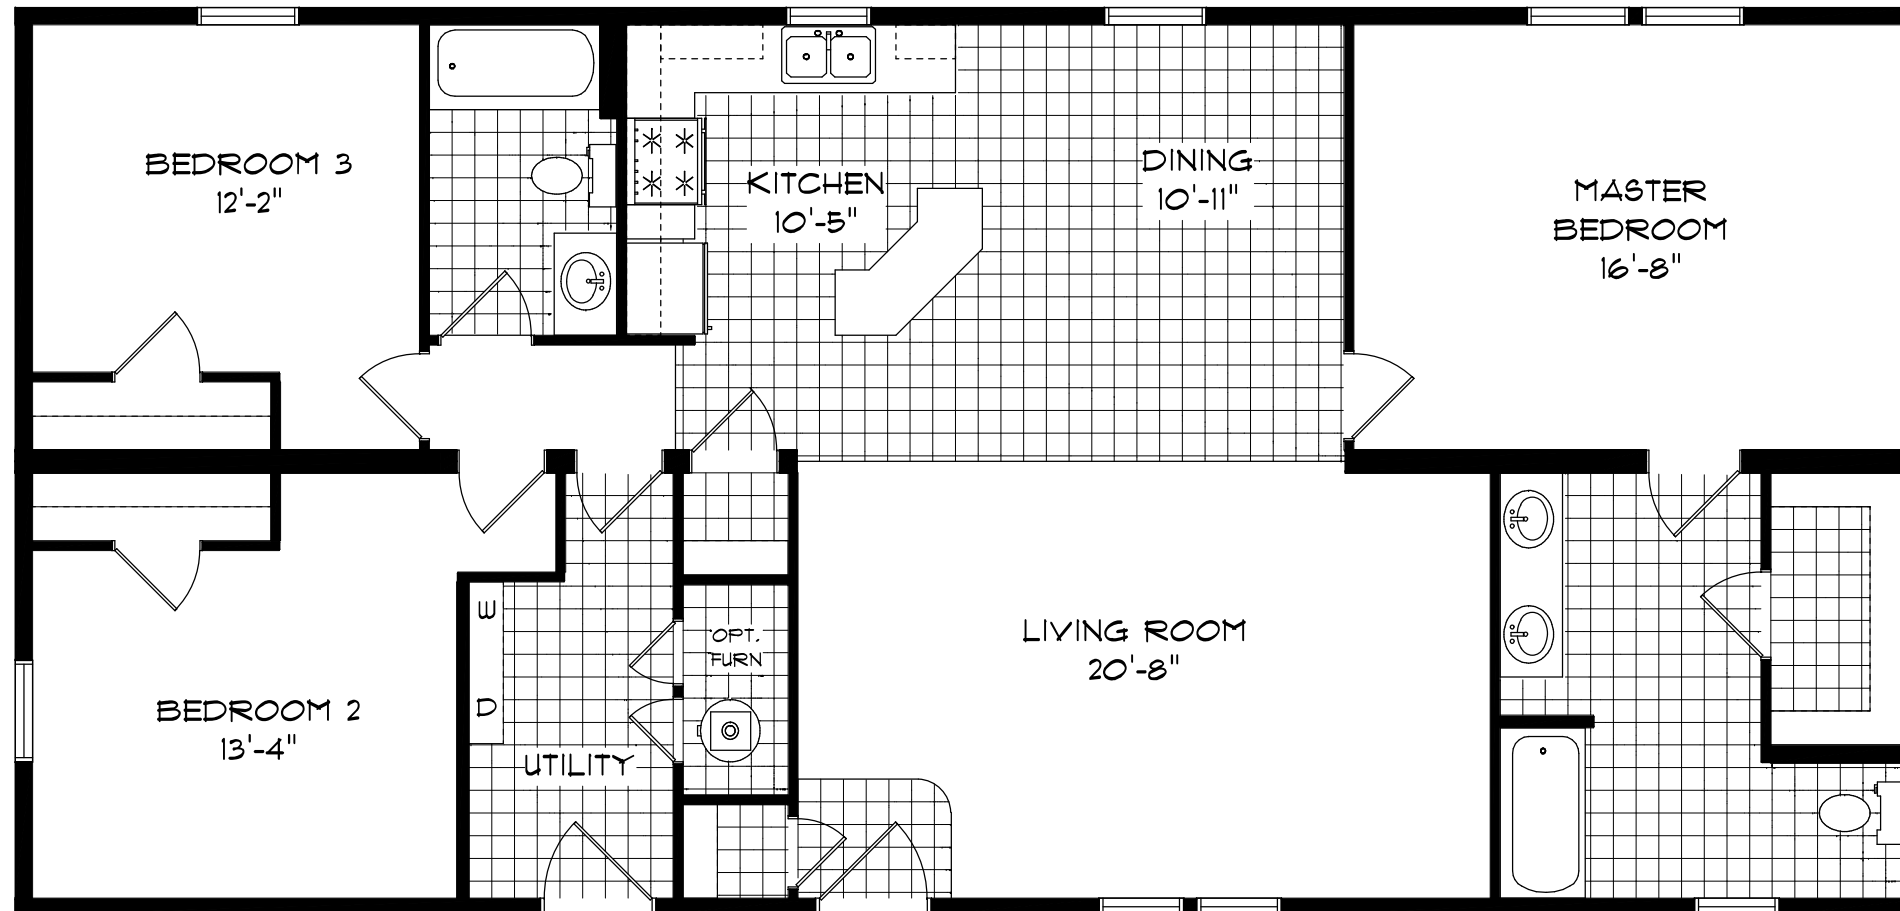 BEDROOM 3
12'-2"
KITCHEN
10'-5"
DINING
10'-11"
MASTER
BEDROOM
16'-8"
BEDROOM 2
13'-4"
W
D
UTILITY
OPT.
FURN
LIVING ROOM
20'-8"